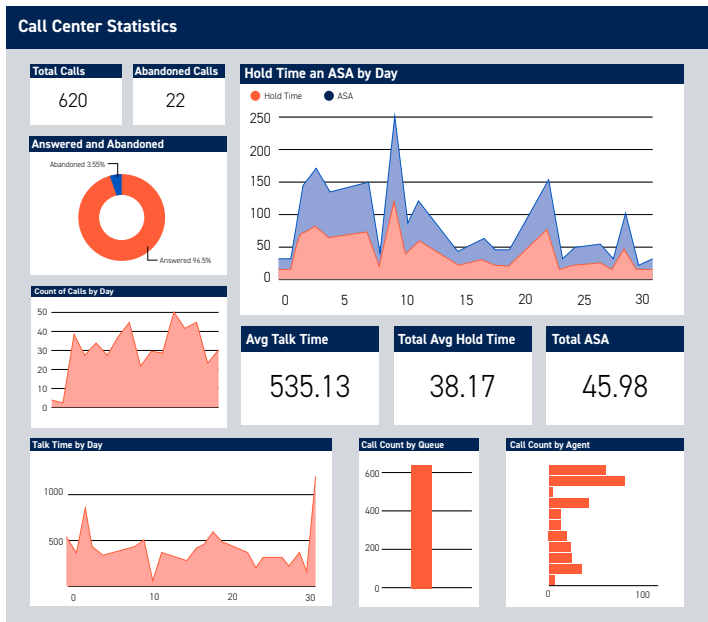 Call Center Statistics
Total Calls
620
Abandoned Calls
22
Hold Time an ASA by Day
Hold Time
ASA
250
200
150
100
50
0
0 5 10 15 20 25 30
Answered and Abandoned
Abandoned 3.55%
Answered 96.5%
Count of Calls by Day
50
40
30
20
10
0
Avg Talk Time
535.13
Total Avg Hold Time
38.17
Total ASA
45.98
Talk Time by Day
1000
500
0 10 20 30
Call Count by Queue
600
400
200
0
Call Count by Agent
0 100